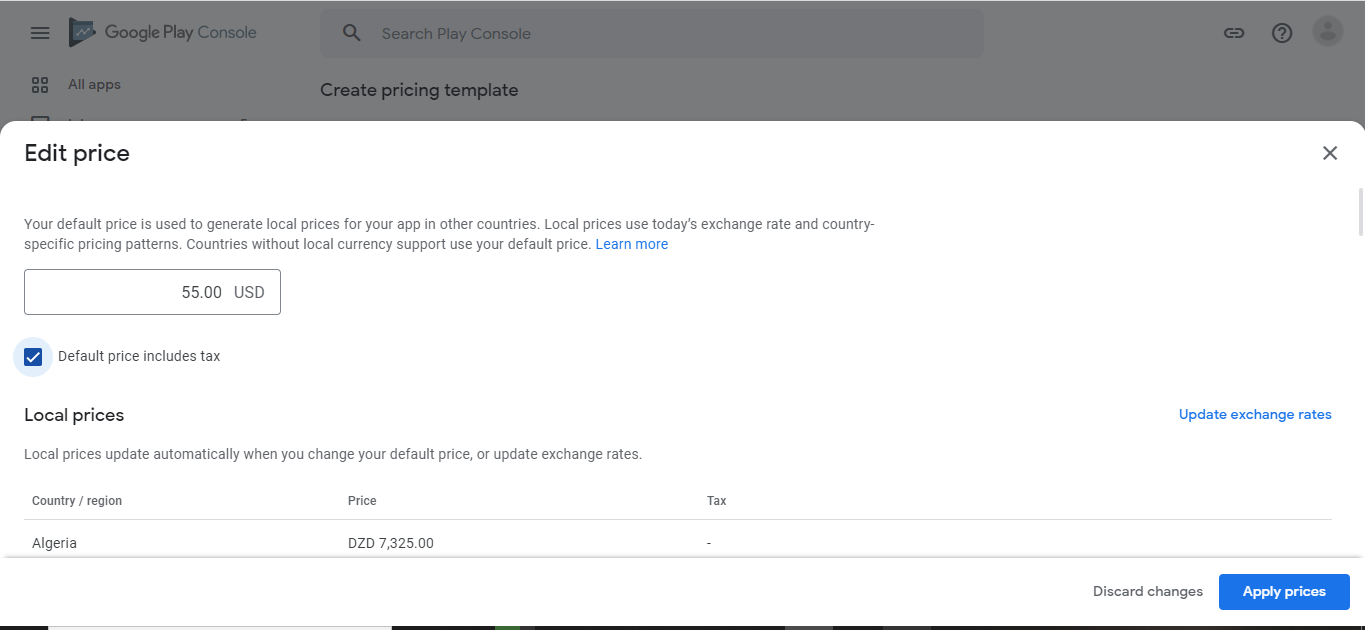 Google Play Console
Search Play Console
All apps
Create pricing template
Edit price
Your default price is used to generate local prices for your app in other countries. Local prices use today’s exchange rate and country-
specific pricing patterns. Countries without local currency support use your default price. Learn more
55.00 USD
Default price includes tax
Local prices
Update exchange rates
Local prices update automatically when you change your default price, or update exchange rates.
Country / region Price Tax
Algeria DZD 7,325.00 -
Discard changes Apply prices